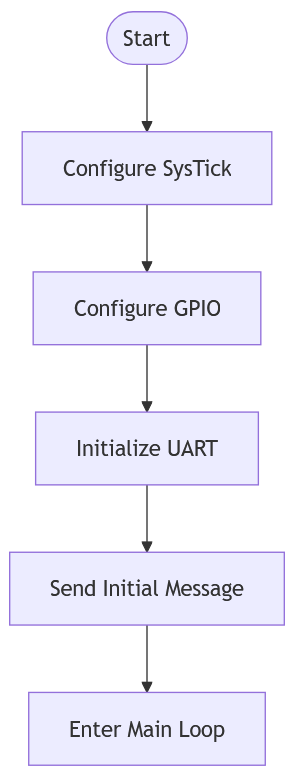 Start
Configure SysTick
Configure GPIO
Initialize UART
Send Initial Message
Enter Main Loop